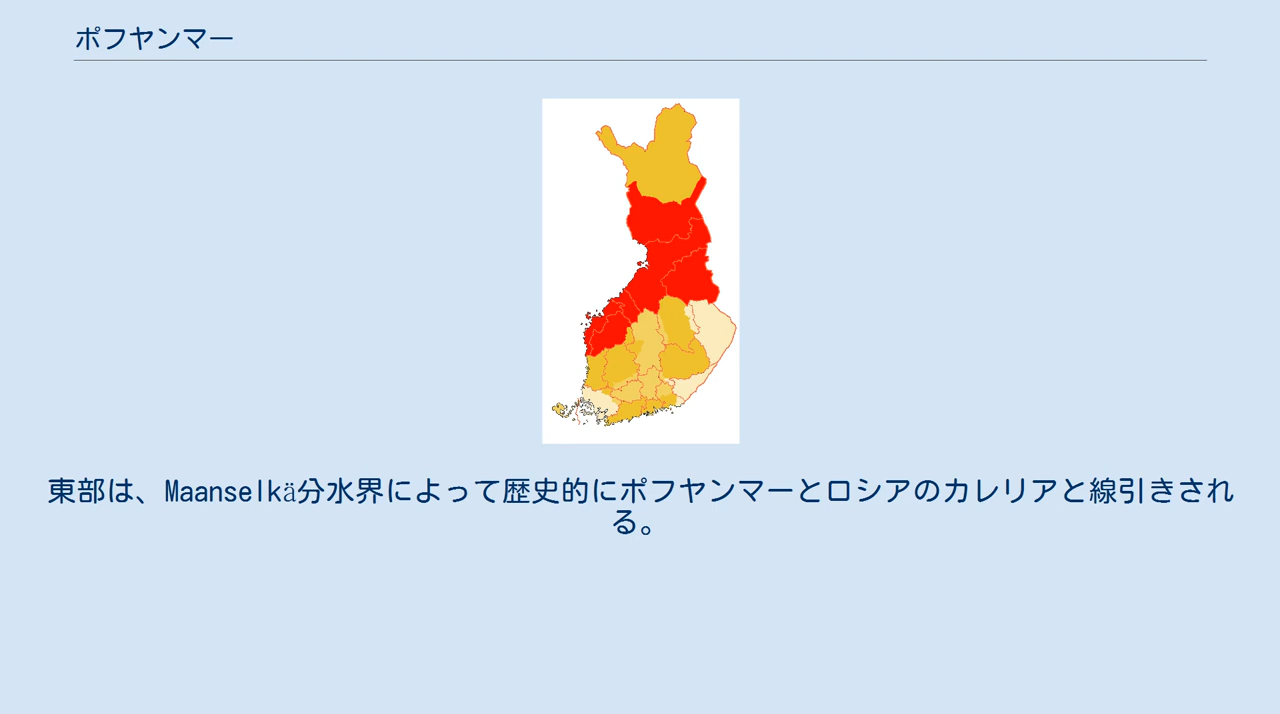 ポフヤンマー
東部は、Maanselkä分水界によって歴史的にポフヤンマーとロシアのカレリアと線引きされ
る。